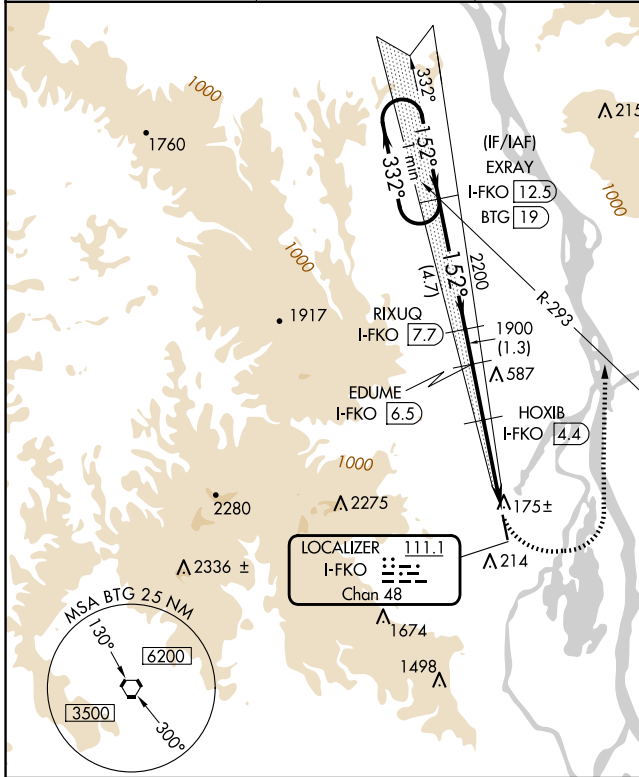 1000
332°
1760
152°
1 min
332°
(IF/IAF)
EXRAY
I-FKO 12.5
BTG 19
215
1000
1000
152°
(4.7)
2200
R-293
1917
RIXUQ
I-FKO 7.7
1900
(1.3)
587
EDUME
I-FKO 6.5
HOXIB
I-FKO 4.4
1000
2280
2275
175±
2336 ±
LOCALIZER 111.1
I-FKO
Chan 48
214
MSA BTG 25 NM
130°
6200
3500
300°
1674
1498